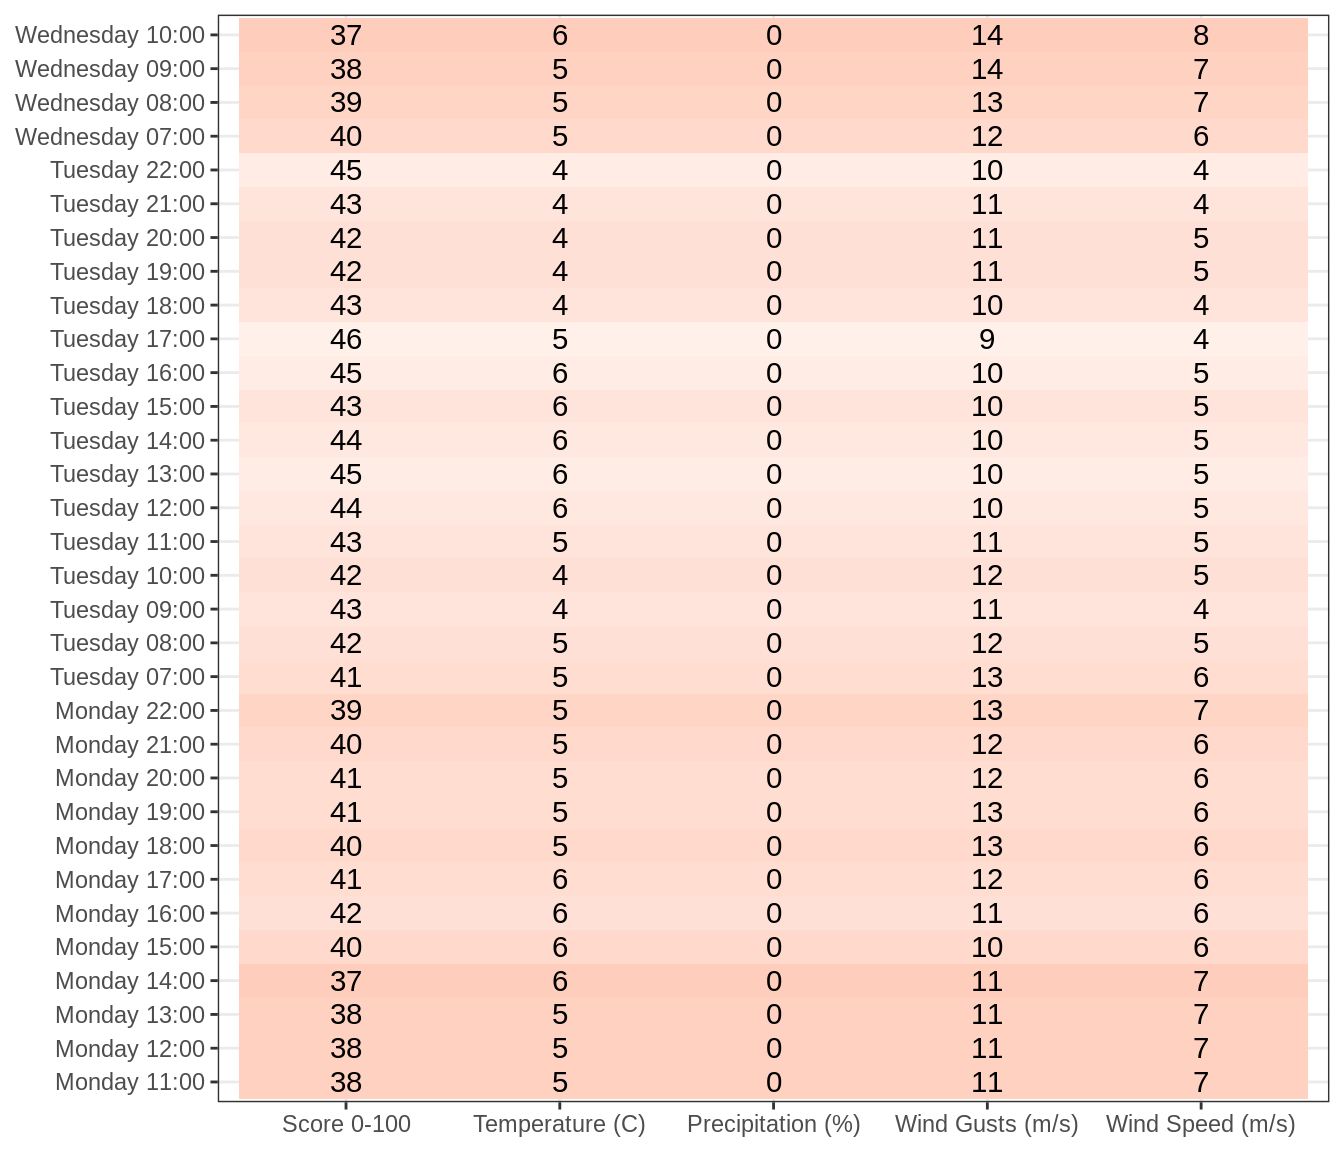 Wednesday 10:00 37 6 0 14 8
Wednesday 09:00 38 5 0 14 7
Wednesday 08:00 39 5 0 13 7
Wednesday 07:00 40 5 0 12 6
Tuesday 22:00 45 4 0 10 4
Tuesday 21:00 43 4 0 11 4
Tuesday 20:00 42 4 0 11 5
Tuesday 19:00 42 4 0 11 5
Tuesday 18:00 43 4 0 10 4
Tuesday 17:00 46 5 0 9 4
Tuesday 16:00 45 6 0 10 5
Tuesday 15:00 43 6 0 10 5
Tuesday 14:00 44 6 0 10 5
Tuesday 13:00 45 6 0 10 5
Tuesday 12:00 44 6 0 10 5
Tuesday 11:00 43 5 0 11 5
Tuesday 10:00 42 4 0 12 5
Tuesday 09:00 43 4 0 11 4
Tuesday 08:00 42 5 0 12 5
Tuesday 07:00 41 5 0 13 6
Monday 22:00 39 5 0 13 7
Monday 21:00 40 5 0 12 6
Monday 20:00 41 5 0 12 6
Monday 19:00 41 5 0 13 6
Monday 18:00 40 5 0 13 6
Monday 17:00 41 6 0 12 6
Monday 16:00 42 6 0 11 6
Monday 15:00 40 6 0 10 6
Monday 14:00 37 6 0 11 7
Monday 13:00 38 5 0 11 7
Monday 12:00 38 5 0 11 7
Monday 11:00 38 5 0 11 7
Score 0-100 Temperature (C) Precipitation (%) Wind Gusts (m/s) Wind Speed (m/s)